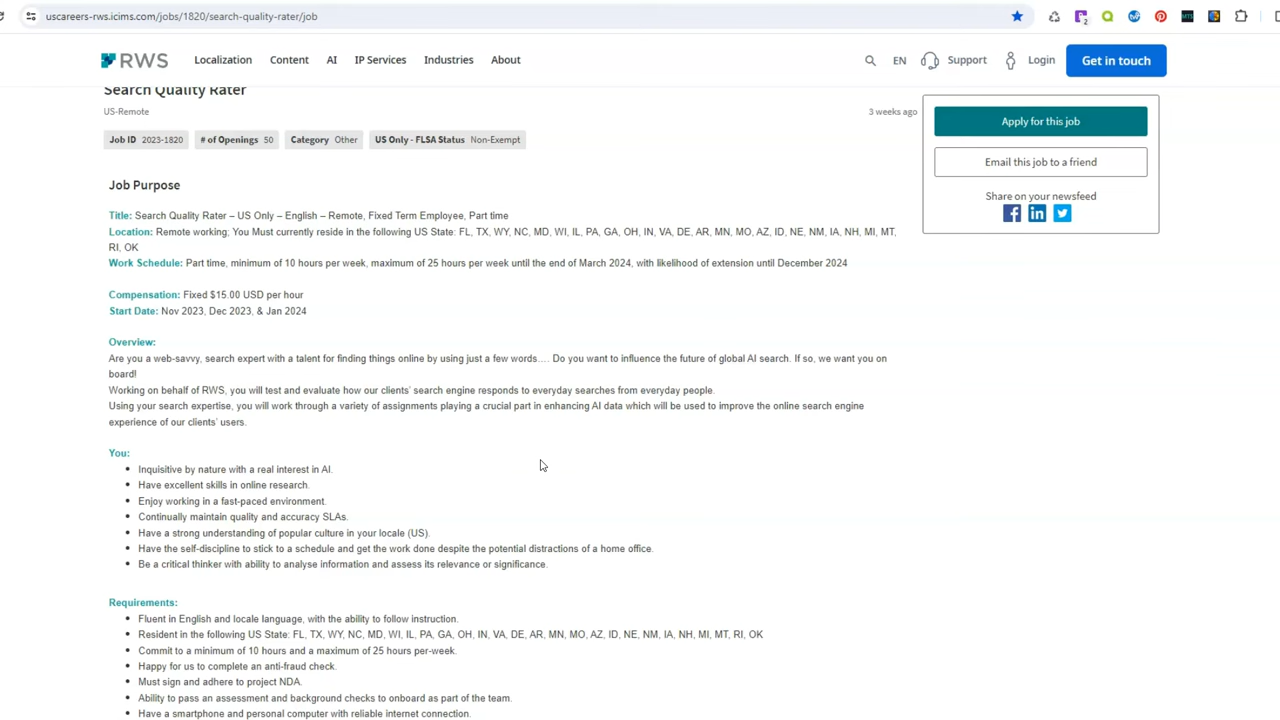 uscareers-rws.icims.com/jobs/1820/search-quality-rater/job
RWS Localization Content AI IP Services Industries About EN Support Login Get in touch
Search Quality Rater
US-Remote 3 weeks ago
Job ID 2023-1820 # of Openings 50 Category Other US Only - FLSA Status Non-Exempt
Apply for this job
Email this job to a friend
Share on your newsfeed
Job Purpose
Title: Search Quality Rater – US Only – English – Remote, Fixed Term Employee, Part time
Location: Remote working; You Must currently reside in the following US State: FL, TX, WY, NC, MD, WI, IL, PA, GA, OH, IN, VA, DE, AR, MN, MO, AZ, ID, NE, NM, IA, NH, MI, MT,
RI, OK
Work Schedule: Part time, minimum of 10 hours per week, maximum of 25 hours per week until the end of March 2024, with likelihood of extension until December 2024
Compensation: Fixed $15.00 USD per hour
Start Date: Nov 2023, Dec 2023, & Jan 2024
Overview:
Are you a web-savvy, search expert with a talent for finding things online by using just a few words…. Do you want to influence the future of global AI search. If so, we want you on
board!
Working on behalf of RWS, you will test and evaluate how our clients' search engine responds to everyday searches from everyday people.
Using your search expertise, you will work through a variety of assignments playing a crucial part in enhancing AI data which will be used to improve the online search engine
experience of our clients' users.
You:
• Inquisitive by nature with a real interest in AI.
• Have excellent skills in online research.
• Enjoy working in a fast-paced environment.
• Continually maintain quality and accuracy SLAs.
• Have a strong understanding of popular culture in your locale (US).
• Have the self-discipline to stick to a schedule and get the work done despite the potential distractions of a home office.
• Be a critical thinker with ability to analyse information and assess its relevance or significance.
Requirements:
• Fluent in English and locale language, with the ability to follow instruction.
• Resident in the following US State: FL, TX, WY, NC, MD, WI, IL, PA, GA, OH, IN, VA, DE, AR, MN, MO, AZ, ID, NE, NM, IA, NH, MI, MT, RI, OK
• Commit to a minimum of 10 hours and a maximum of 25 hours per-week.
• Happy for us to complete an anti-fraud check.
• Must sign and adhere to project NDA.
• Ability to pass an assessment and background checks to onboard as part of the team.
• Have a smartphone and personal computer with reliable internet connection.